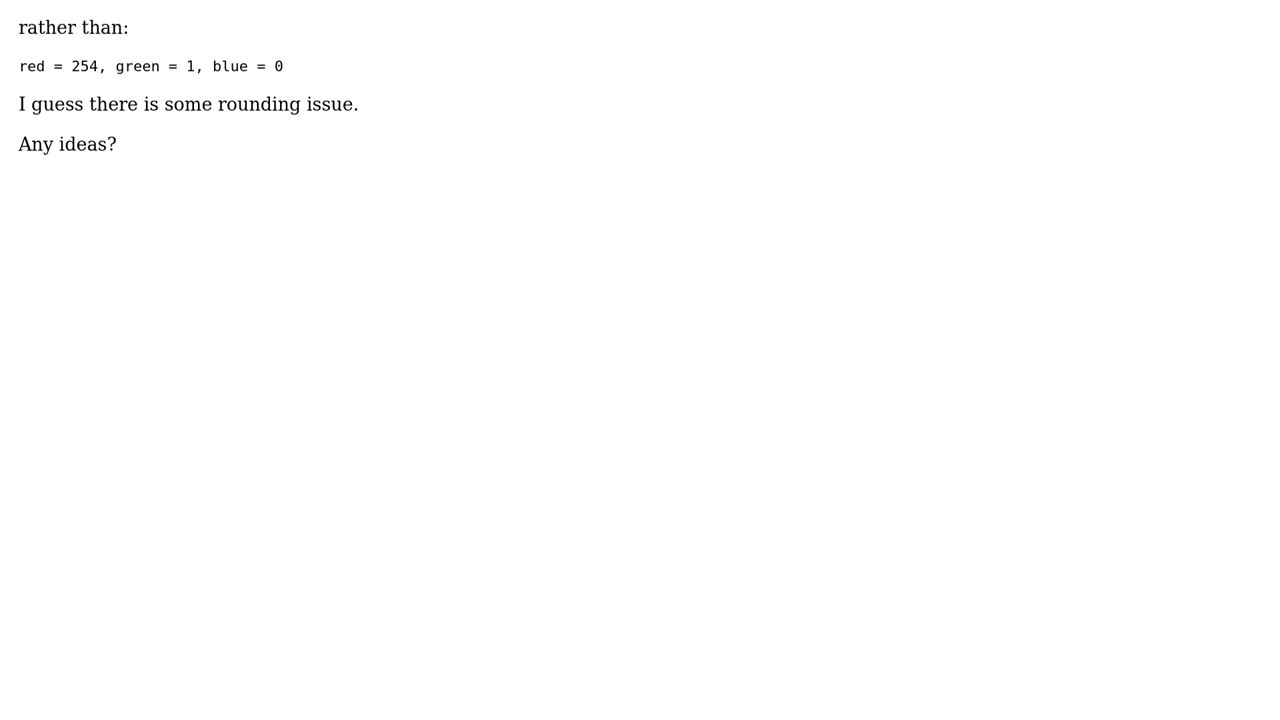 rather than:
red = 254, green = 1, blue = 0
I guess there is some rounding issue.
Any ideas?